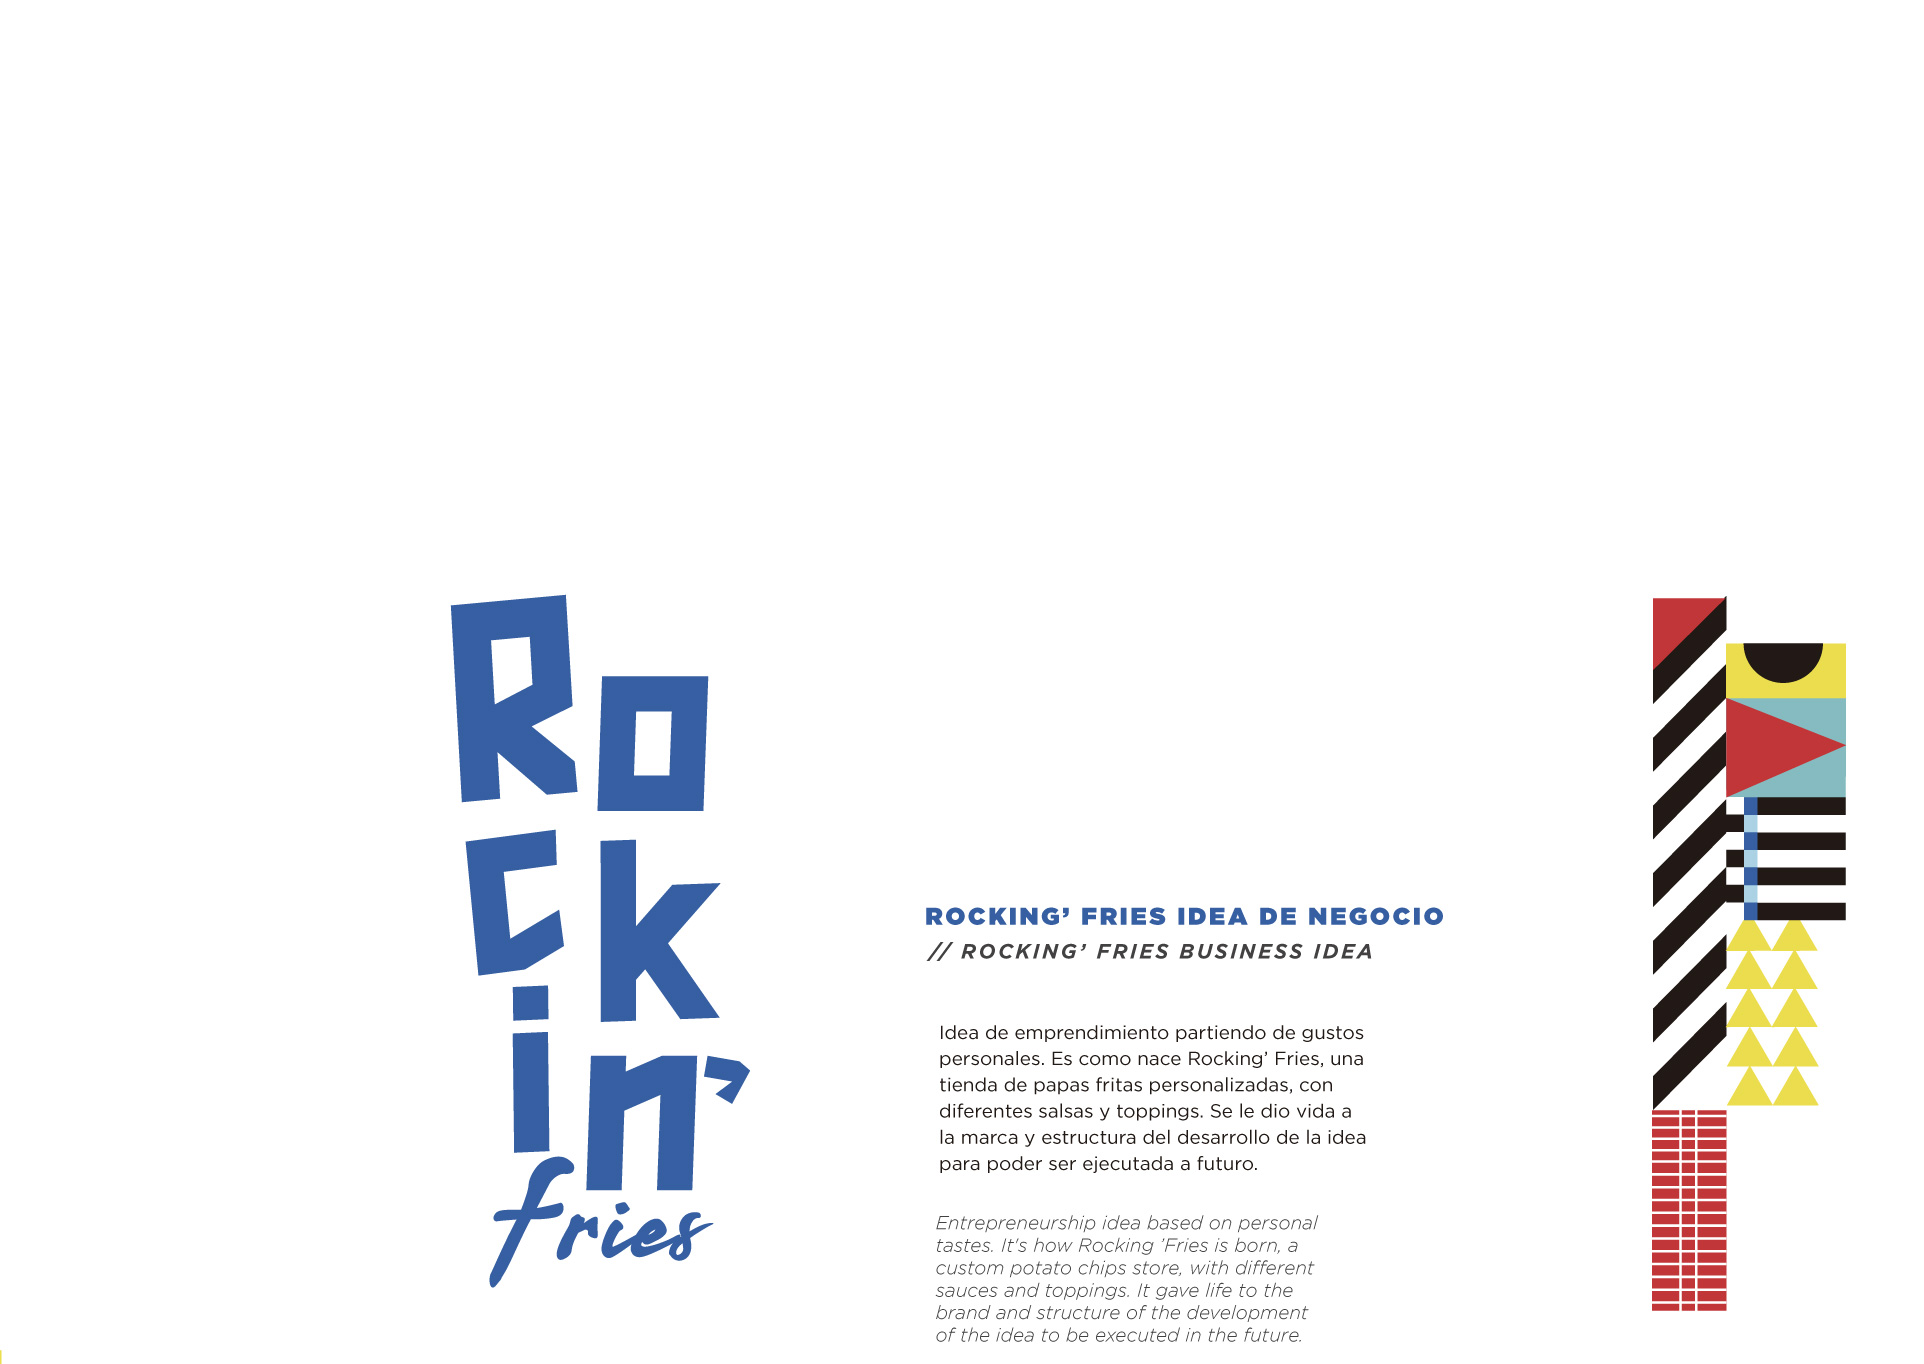 Ro
ck
in’
fries
ROCKING’ FRIES IDEA DE NEGOCIO
// ROCKING’ FRIES BUSINESS IDEA
Idea de emprendimiento partiendo de gustos
personales. Es como nace Rocking’ Fries, una
tienda de papas fritas personalizadas, con
diferentes salsas y toppings. Se le dio vida a
la marca y estructura del desarrollo de la idea
para poder ser ejecutada a futuro.
Entrepreneurship idea based on personal
tastes. It's how Rocking ’Fries is born, a
custom potato chips store, with different
sauces and toppings. It gave life to the
brand and structure of the development
of the idea to be executed in the future.